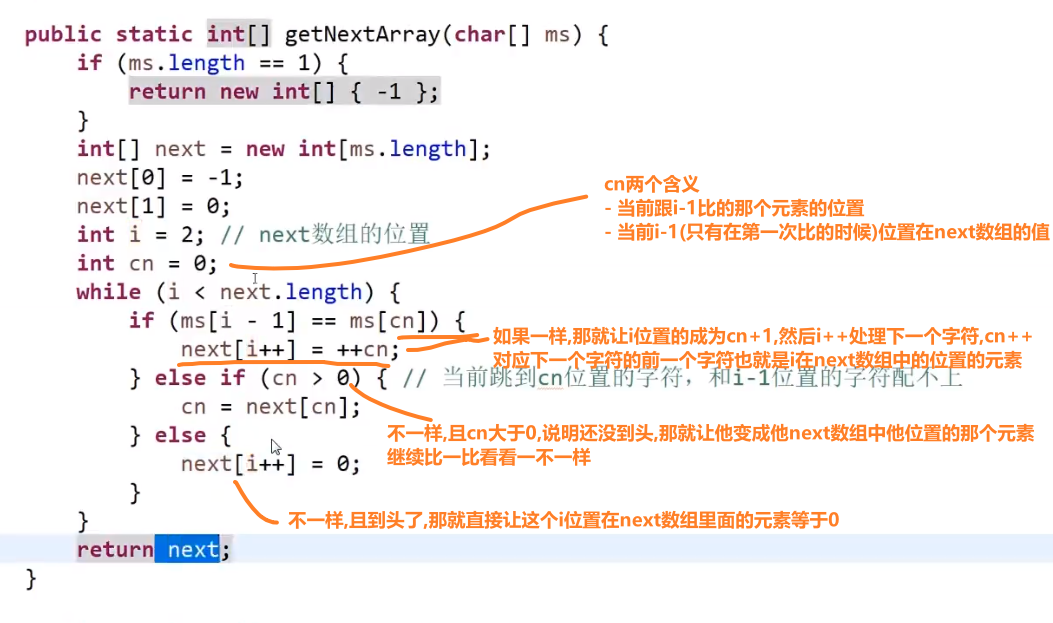 public static int[] getNextArray(char[] ms) {
if (ms.length == 1) {
return new int[] { -1 };
}
int[] next = new int[ms.length];
next[0] = -1;
next[1] = 0;
int i = 2; // next数组的位置
int cn = 0;
cn两个含义
- 当前跟i-1比的那个元素的位置
- 当前i-1(只有在第一次比的时候)位置在next数组的值
while (i < next.length) {
if (ms[i - 1] == ms[cn]) {
next[i++] = ++cn;
如果一样,那就让i位置的成为cn+1,然后i++处理下一个字符,cn++
对应下一个字符的前一个字符也就是i在next数组中的位置的元素
} else if (cn > 0) { // 当前跳到cn位置的字符，和i-1位置的字符配不上
cn = next[cn];
不一样,且cn大于0,说明还没到头,那就让他变成他next数组中他位置的那个元素
继续比一比看看一不一样
} else {
next[i++] = 0;
}
不一样,且到头了,那就直接让这个i位置在next数组里面的元素等于0
}
return next;
}